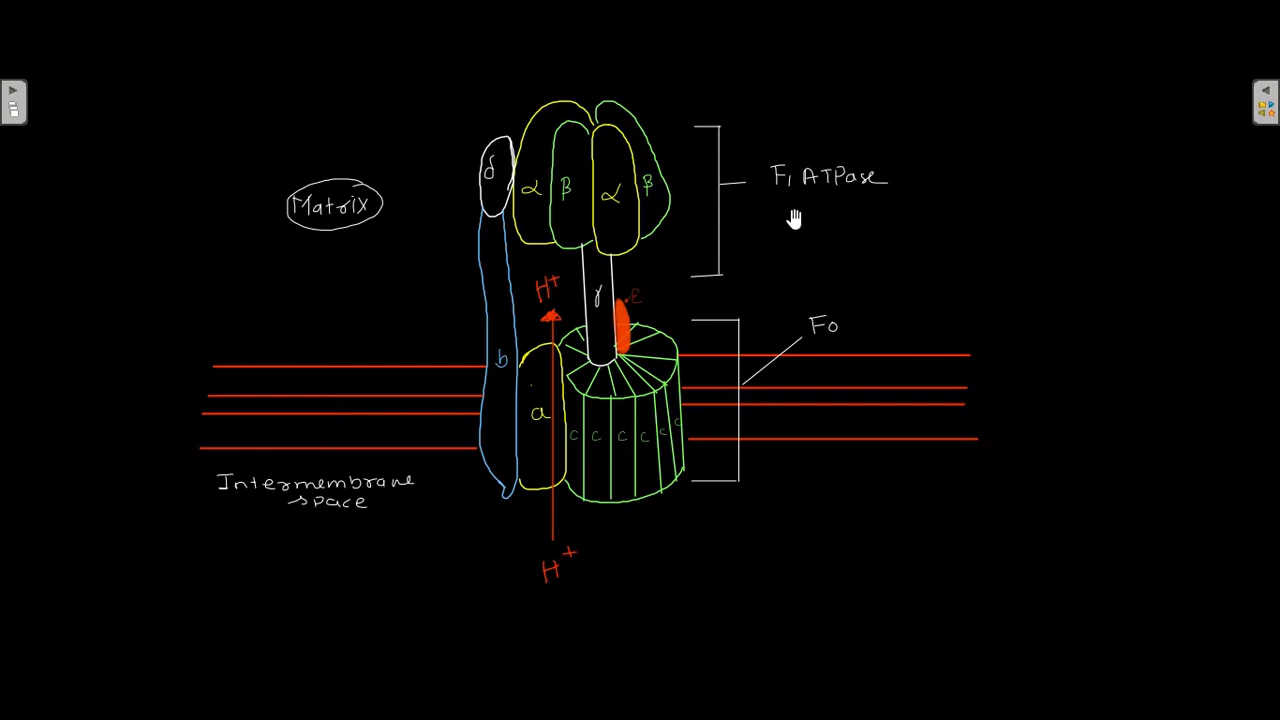 δ
α
β
α
β
F1 ATPase
Matrix
H+
γ
ε
Fo
b
a
c c c c c c
Intermembrane
space
H+